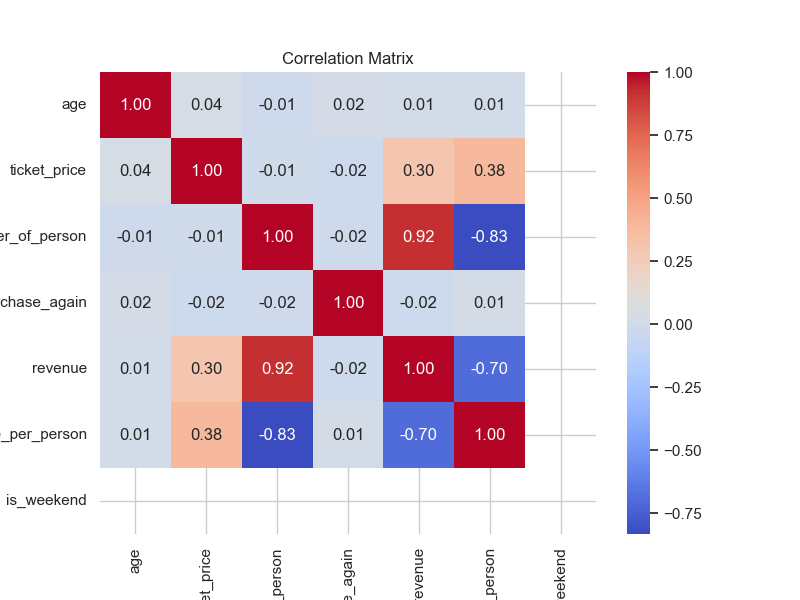 Correlation Matrix
age 1.00 0.04 -0.01 0.02 0.01 0.01
ticket_price 0.04 1.00 -0.01 -0.02 0.30 0.38
er_of_person -0.01 -0.01 1.00 -0.02 0.92 -0.83
chase_again 0.02 -0.02 -0.02 1.00 -0.02 0.01
revenue 0.01 0.30 0.92 -0.02 1.00 -0.70
_per_person 0.01 0.38 -0.83 0.01 -0.70 1.00
is_weekend
age
et_price
_person
e_again
revenue
_person
eekend
1.00
0.75
0.50
0.25
0.00
−0.25
−0.50
−0.75